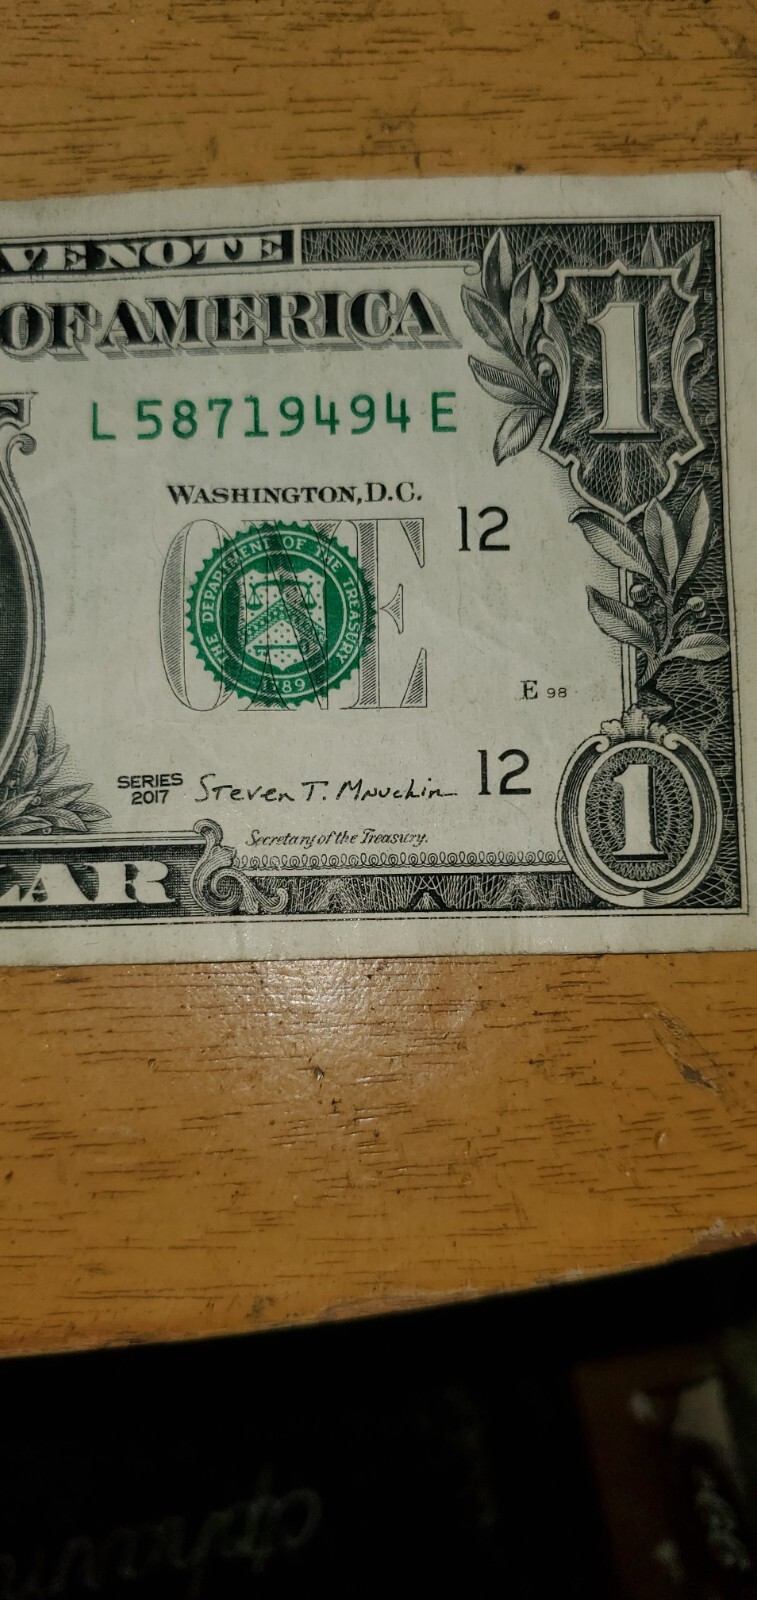 VE NOTE
OF AMERICA
1
L 58719494 E
WASHINGTON, D.C.
12
ONE
THE DEPARTMENT OF THE TREASURY
1789
E 98
SERIES
2017
Steven T. Mnuchin
12
Secretary of the Treasury.
1
LAR